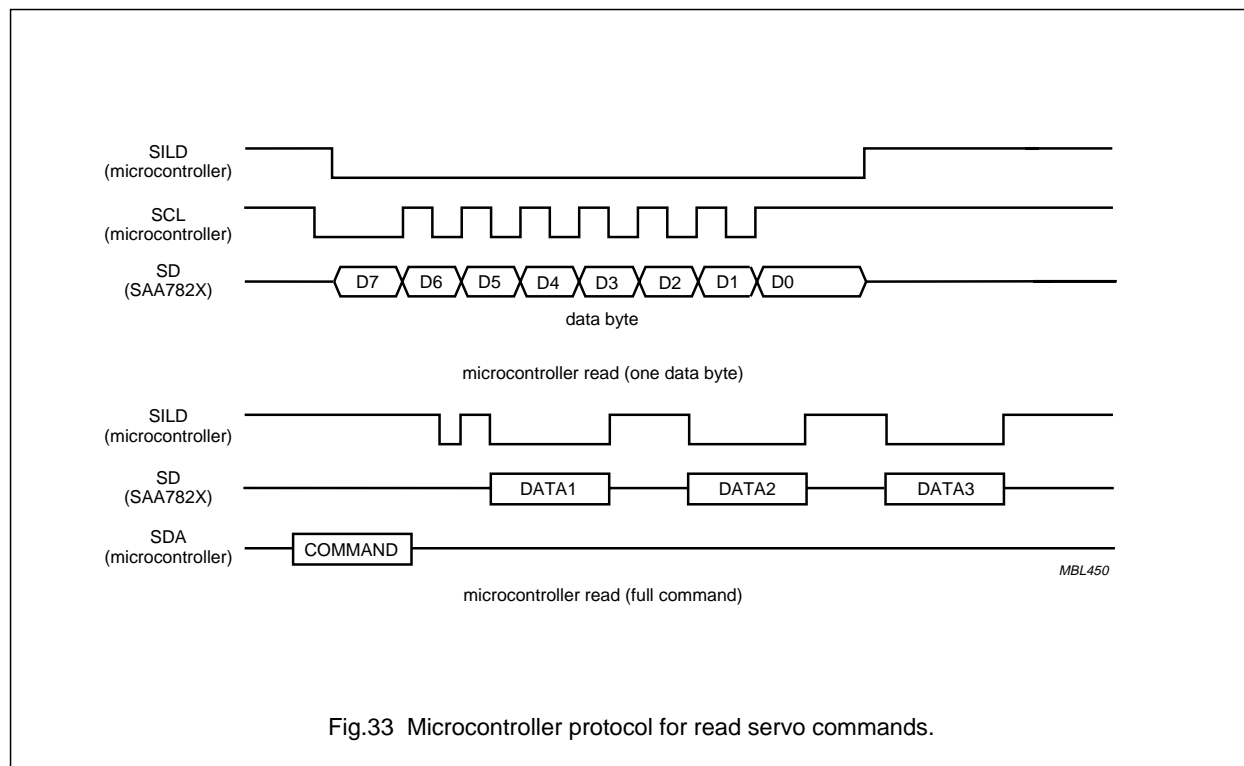 SILD
(microcontroller)
SCL
(microcontroller)
SD
(SAA782X)
D7 D6 D5 D4 D3 D2 D1 D0
data byte
microcontroller read (one data byte)
SILD
(microcontroller)
SD
(SAA782X)
DATA1 DATA2 DATA3
SDA
(microcontroller)
COMMAND
MBL450
microcontroller read (full command)
Fig.33 Microcontroller protocol for read servo commands.